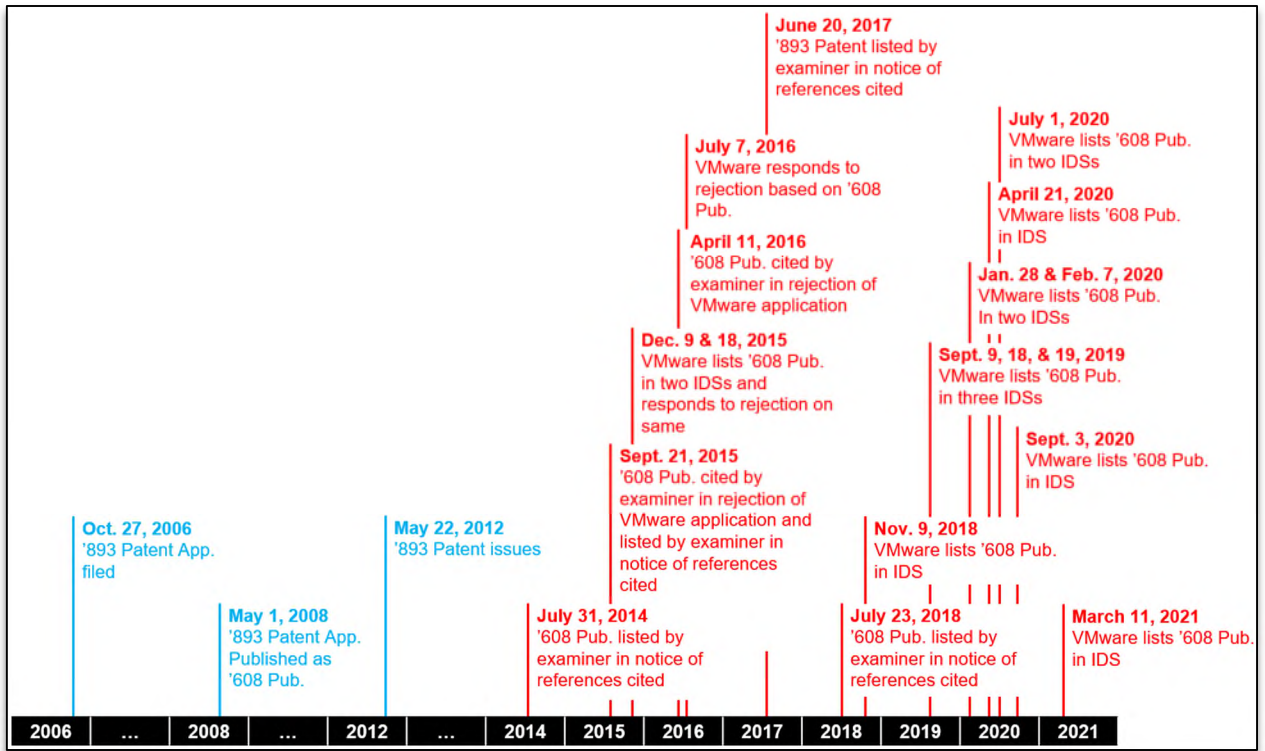 June 20, 2017
'893 Patent listed by
examiner in notice of
references cited
July 1, 2020
VMware lists '608 Pub.
in two IDSs
July 7, 2016
VMware responds to
rejection based on '608
Pub.
April 21, 2020
VMware lists '608 Pub.
in IDS
April 11, 2016
'608 Pub. cited by
examiner in rejection of
VMware application
Jan. 28 & Feb. 7, 2020
VMware lists '608 Pub.
In two IDSs
Dec. 9 & 18, 2015
VMware lists '608 Pub.
in two IDSs and
responds to rejection on
same
Sept. 9, 18, & 19, 2019
VMware lists '608 Pub.
in three IDSs
Sept. 3, 2020
VMware lists '608 Pub.
in IDS
Sept. 21, 2015
'608 Pub. cited by
examiner in rejection of
VMware application and
listed by examiner in
notice of references
cited
Oct. 27, 2006
'893 Patent App.
filed
May 22, 2012
'893 Patent issues
Nov. 9, 2018
VMware lists '608 Pub.
in IDS
May 1, 2008
'893 Patent App.
Published as
'608 Pub.
July 31, 2014
'608 Pub. listed by
examiner in notice of
references cited
July 23, 2018
'608 Pub. listed by
examiner in notice of
references cited
March 11, 2021
VMware lists '608 Pub.
in IDS
2006 ... 2008 ... 2012 ... 2014 2015 2016 2017 2018 2019 2020 2021